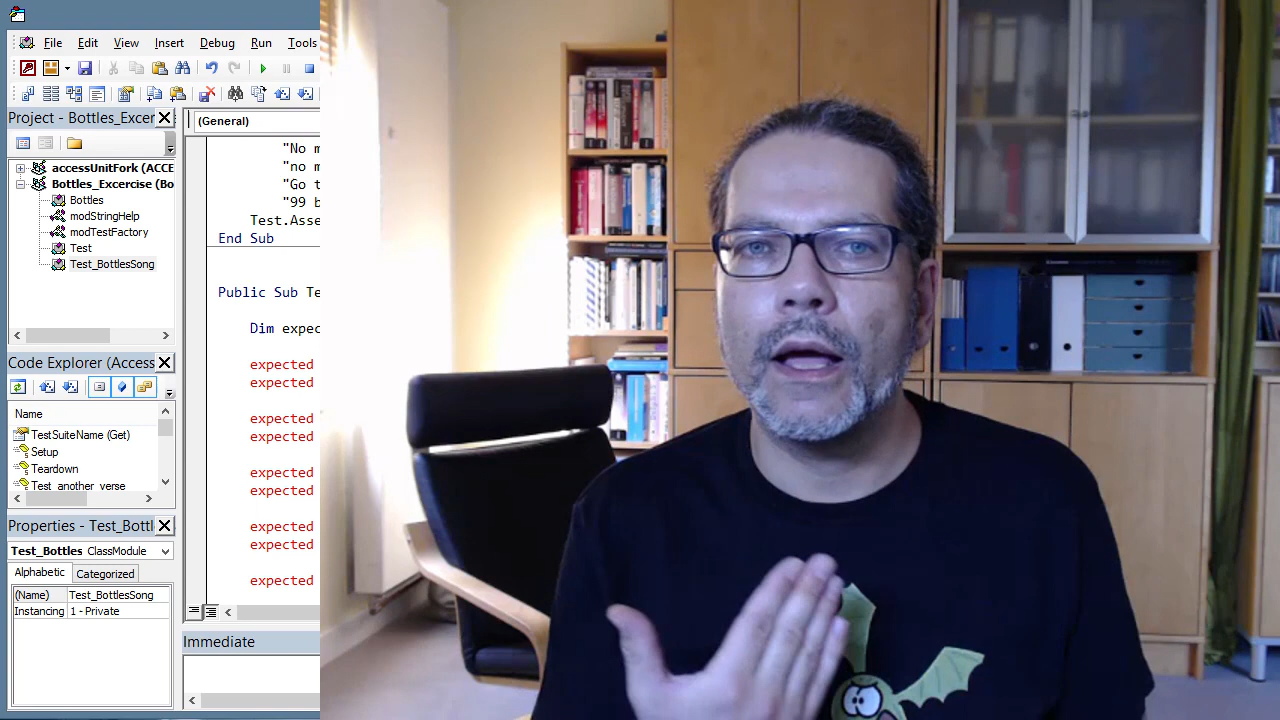 File Edit View Insert Debug Run Tools
Project - Bottles_Excer
accessUnitFork (ACCE
Bottles_Excercise (Bo
Bottles
modStringHelp
modTestFactory
Test
Test_BottlesSong
Code Explorer (Access
Name
TestSuiteName (Get)
Setup
Teardown
Test_another_verse
Properties - Test_Bottl
Test_Bottles ClassModule
Alphabetic Categorized
(Name) Test_BottlesSong
Instancing 1 - Private
(General)
"No m
"no m
"Go t
"99 b
Test.Asse
End Sub
Public Sub Te
Dim expec
expected
expected
expected
expected
expected
expected
expected
expected
expected
Immediate